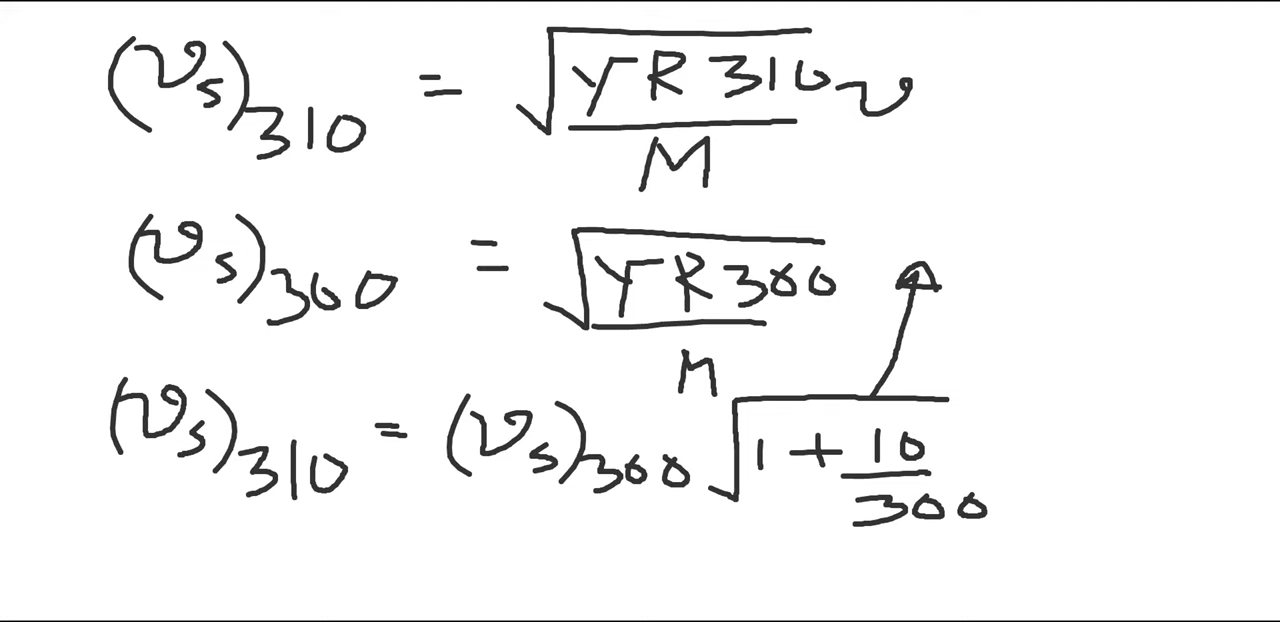 (v_s)_310 = √(γR310/M) v
(v_s)_300 = √(γR300/M)
(v_s)_310 = (v_s)_300 √(1 + 10/300)